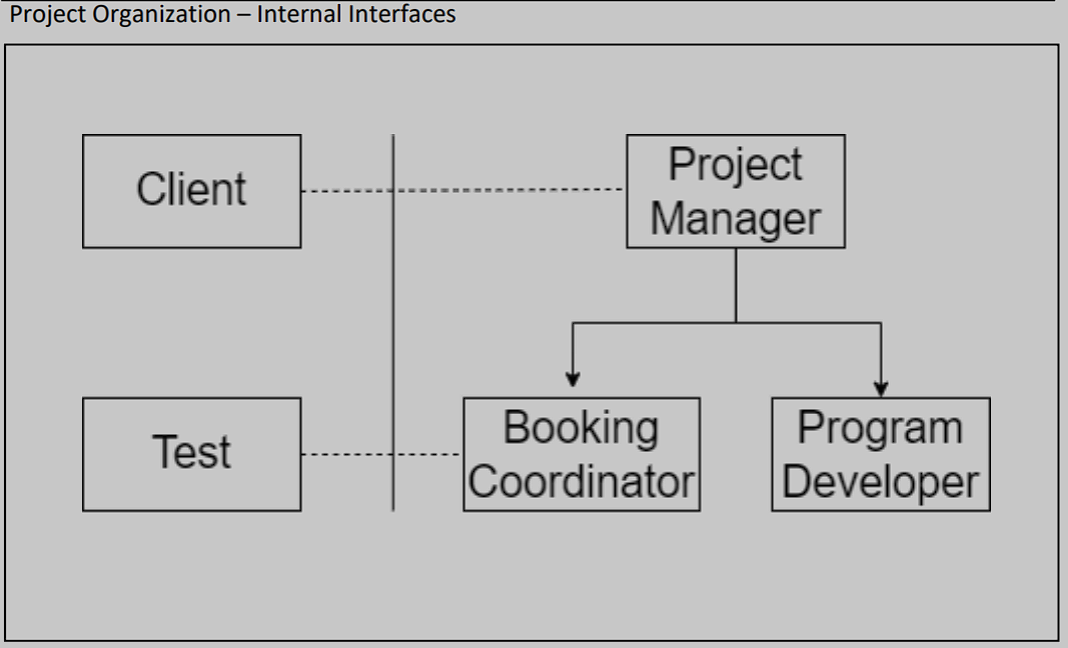 Project Organization – Internal Interfaces
Client
Project
Manager
Test
Booking
Coordinator
Program
Developer